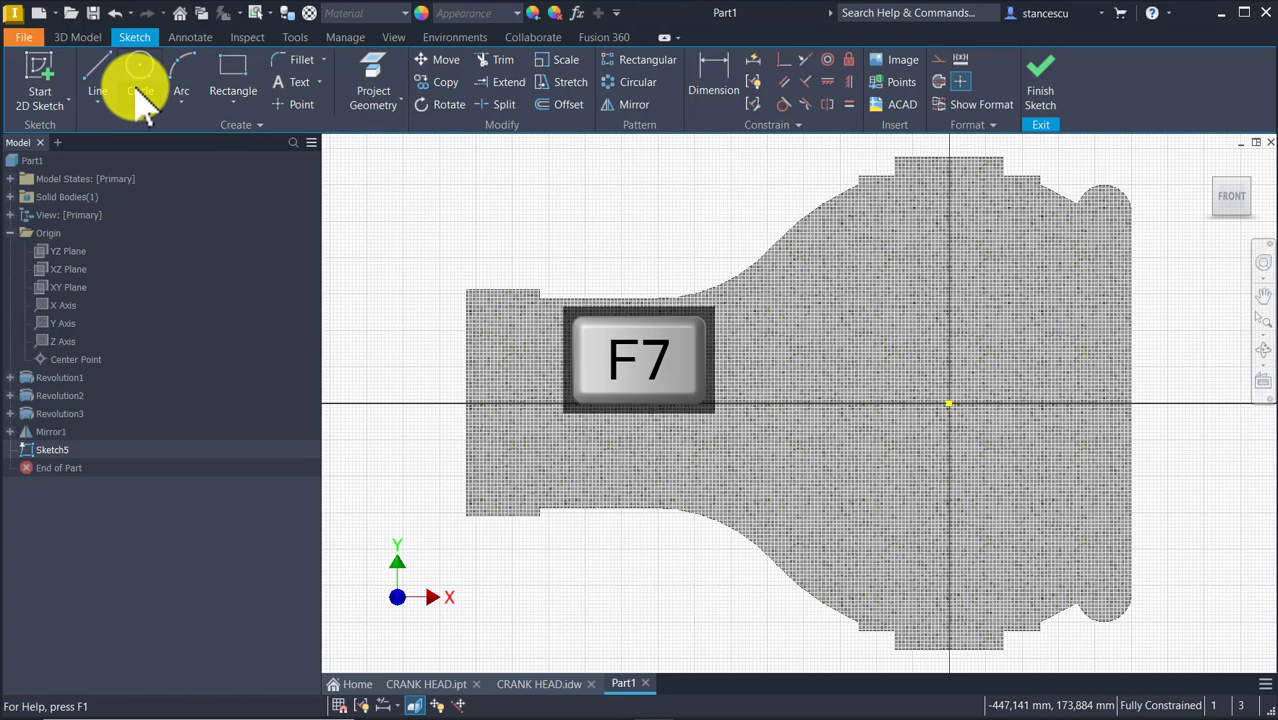 Material
Appearance
Part1
Search Help & Commands...
stancescu
File
3D Model
Sketch
Annotate
Inspect
Tools
Manage
View
Environments
Collaborate
Fusion 360
Start
2D Sketch
Line
Circle
Arc
Rectangle
Fillet
Text
Point
Project
Geometry
Move
Copy
Rotate
Trim
Extend
Split
Scale
Stretch
Offset
Rectangular
Circular
Mirror
Dimension
Image
Points
ACAD
Show Format
Finish
Sketch
Sketch
Create
Modify
Pattern
Constrain
Insert
Format
Exit
Model
Part1
Model States: [Primary]
Solid Bodies(1)
View: [Primary]
Origin
YZ Plane
XZ Plane
XY Plane
X Axis
Y Axis
Z Axis
Center Point
Revolution1
Revolution2
Revolution3
Mirror1
Sketch5
End of Part
FRONT
F7
Y
X
Home
CRANK HEAD.ipt
CRANK HEAD.idw
Part1
For Help, press F1
-447,141 mm, 173,884 mm
Fully Constrained
1
3